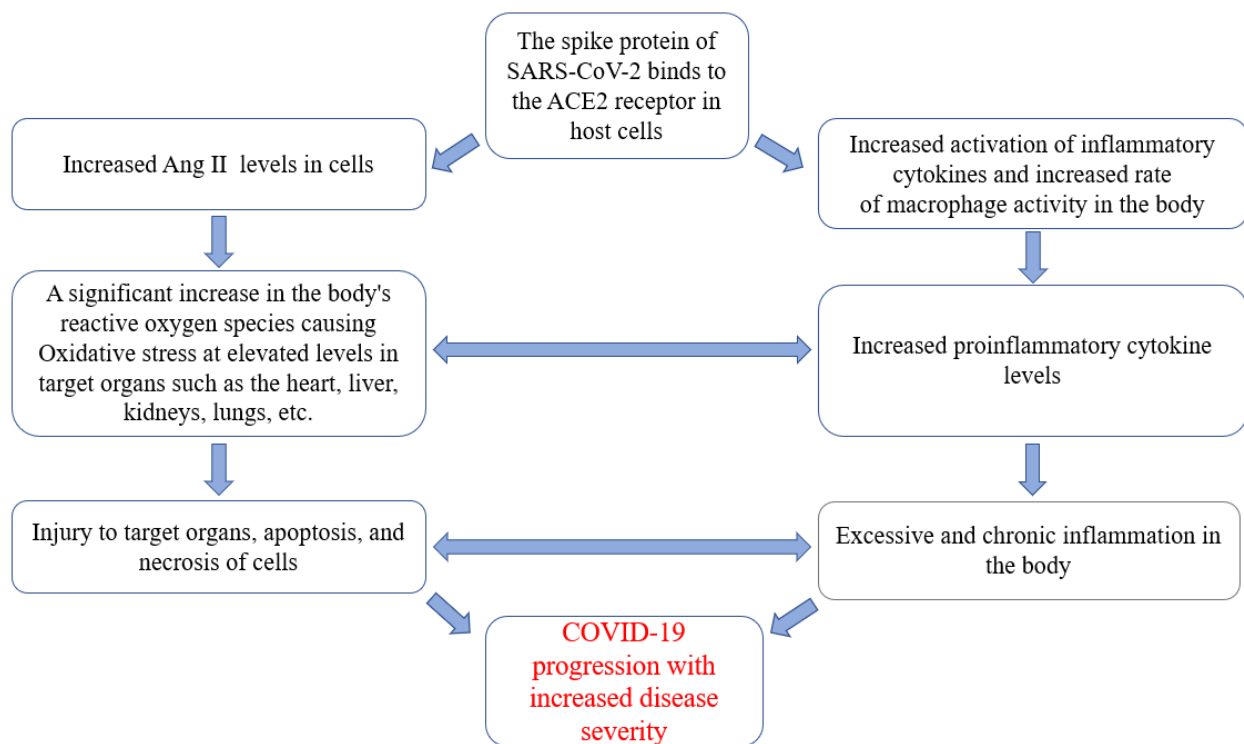 The spike protein of
SARS-CoV-2 binds to
the ACE2 receptor in
host cells
Increased Ang II levels in cells
Increased activation of inflammatory
cytokines and increased rate
of macrophage activity in the body
A significant increase in the body's
reactive oxygen species causing
Oxidative stress at elevated levels in
target organs such as the heart, liver,
kidneys, lungs, etc.
Increased proinflammatory cytokine
levels
Injury to target organs, apoptosis, and
necrosis of cells
Excessive and chronic inflammation in
the body
COVID-19
progression with
increased disease
severity